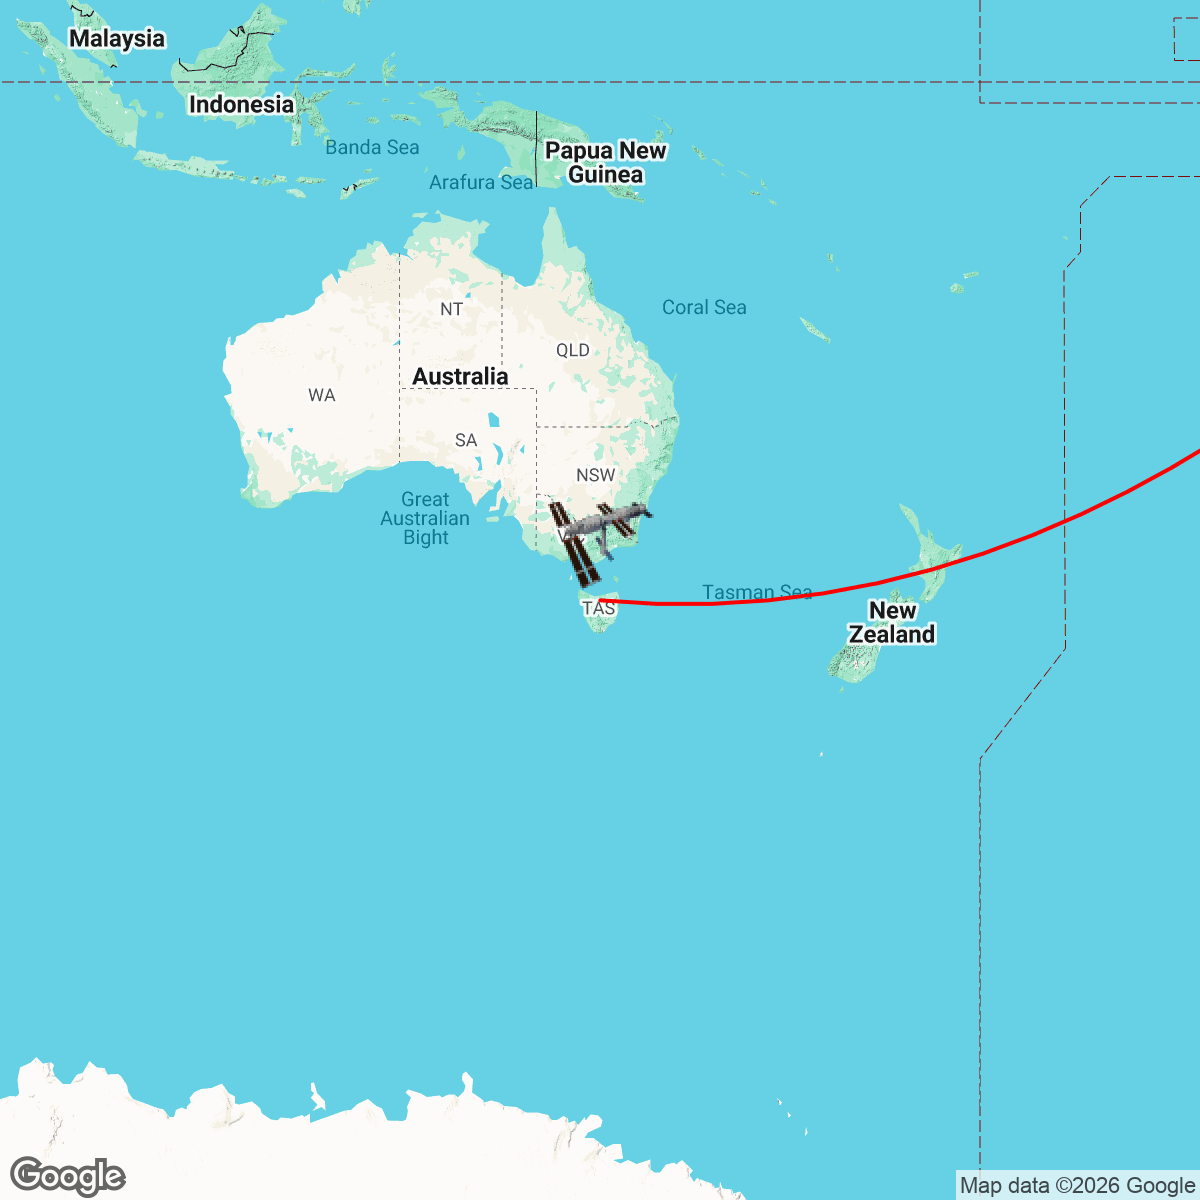 Malaysia
Indonesia
Banda Sea
Papua New
Guinea
Arafura Sea
NT
Coral Sea
QLD
Australia
WA
SA
NSW
Great
Australian
Bight
Tasman Sea
TAS
New
Zealand
Google
Map data ©2026 Google